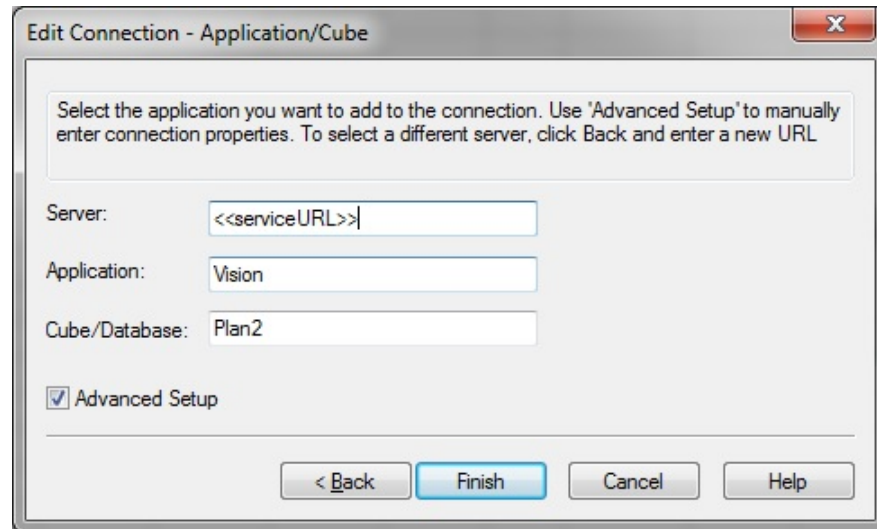 Edit Connection - Application/Cube
X
Select the application you want to add to the connection. Use 'Advanced Setup' to manually
enter connection properties. To select a different server, click Back and enter a new URL
Server: <<serviceURL>>
Application: Vision
Cube/Database: Plan2
Advanced Setup
< Back Finish Cancel Help